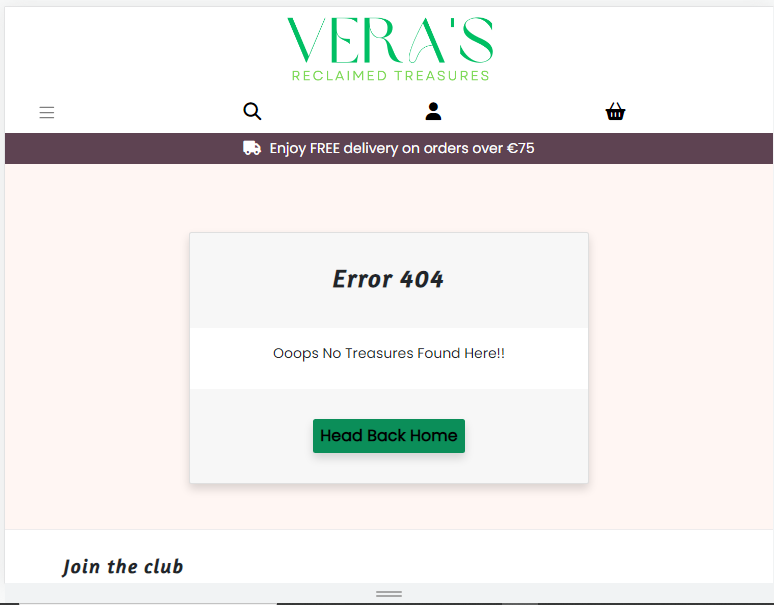 VERA'S
RECLAIMED TREASURES
Enjoy FREE delivery on orders over €75
Error 404
Ooops No Treasures Found Here!!
Head Back Home
Join the club